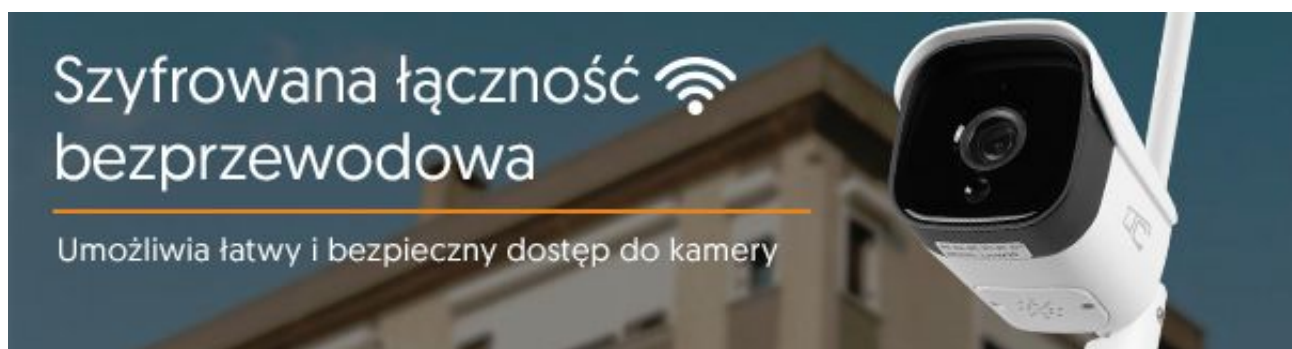 Szyfrowana łączność
bezprzewodowa
Umożliwia łatwy i bezpieczny dostęp do kamery